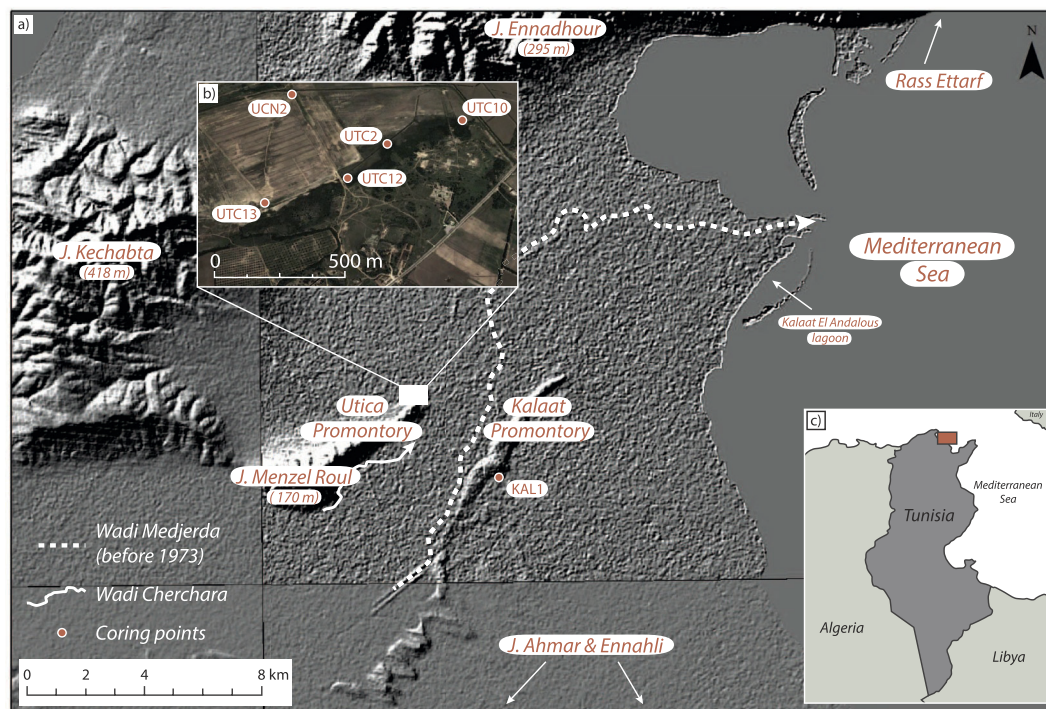 a)
J. Ennadhour
(295 m)
N
Rass Ettarf
b)
UCN2
UTC10
UTC2
UTC12
UTC13
0
500 m
J. Kechabta
(418 m)
Mediterranean
Sea
Kalaat El Andalous
lagoon
Utica
Promontory
Kalaat
Promontory
J. Menzel Roul
(170 m)
KAL1
Wadi Medjerda
(before 1973)
Wadi Cherchara
Coring points
0 2 4 8 km
J. Ahmar & Ennahli
c)
Italy
Mediterranean
Sea
Tunisia
Algeria
Libya